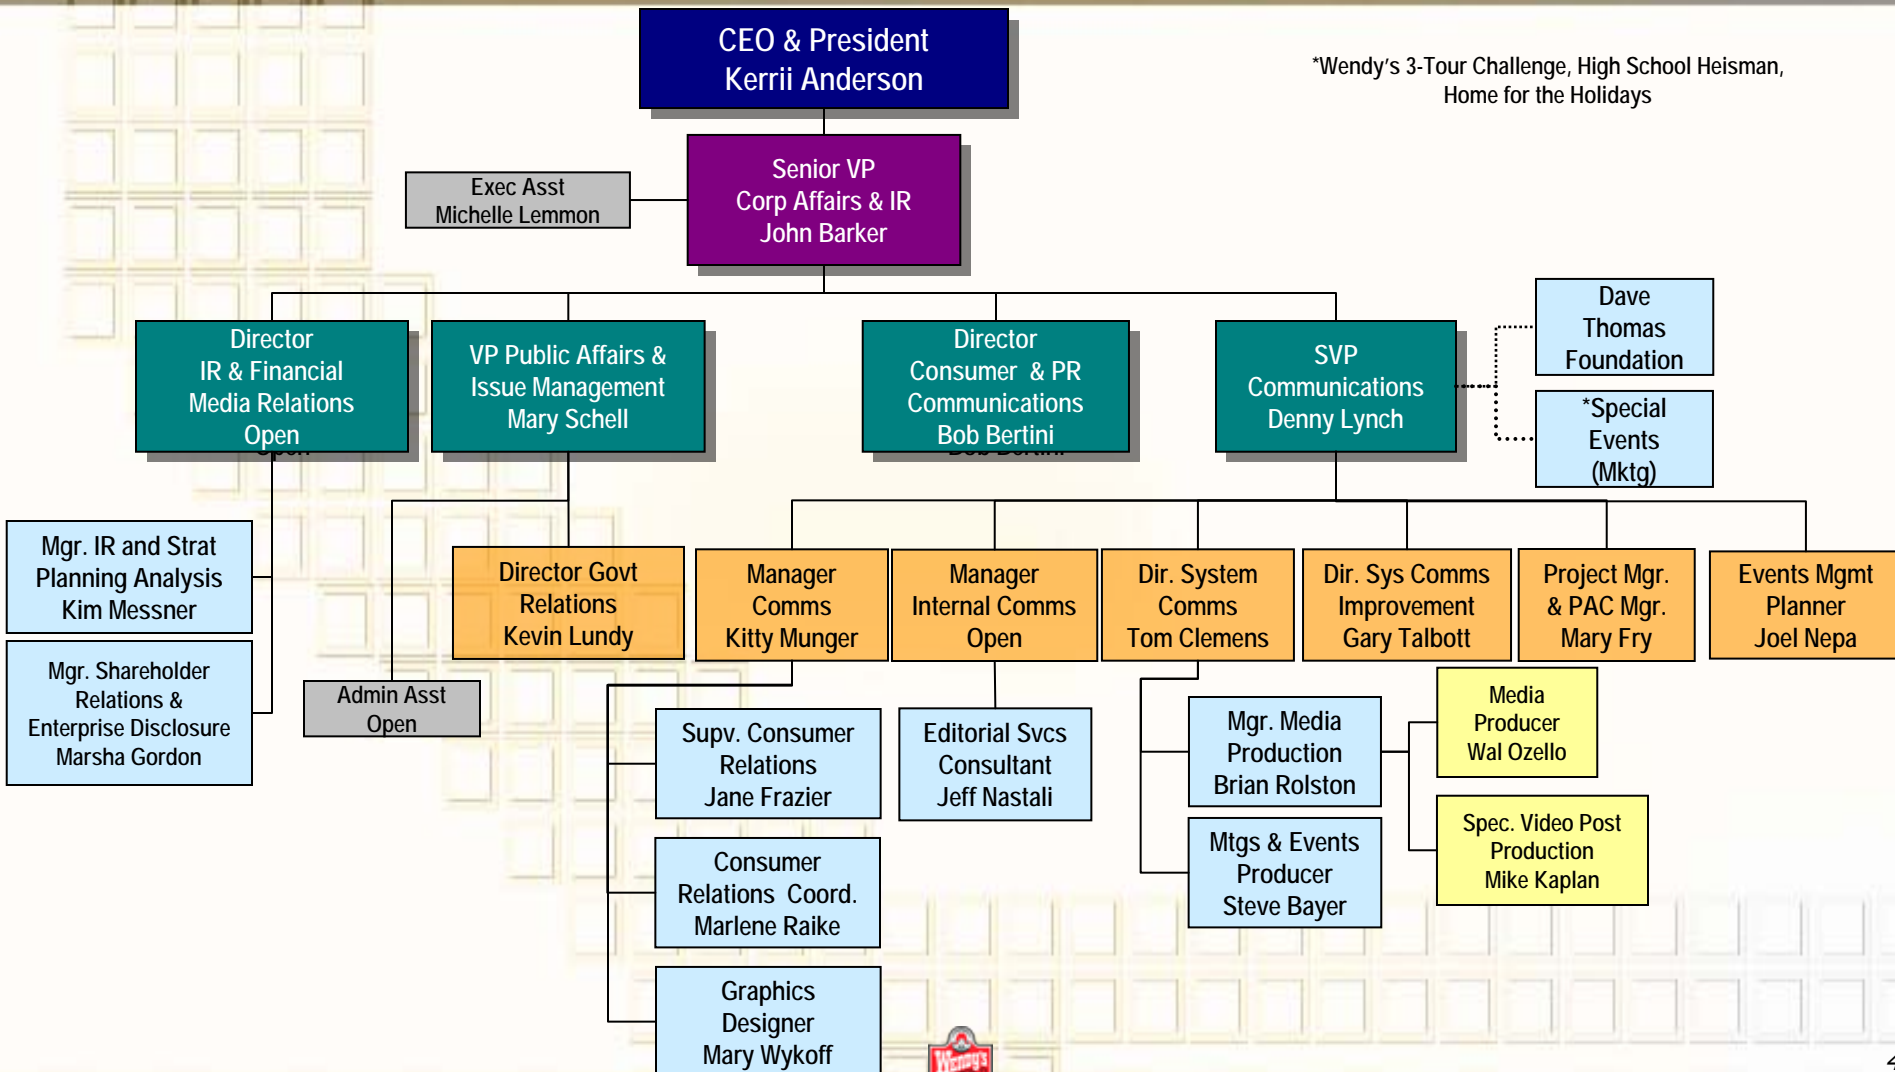 CEO & President
Kerrii Anderson
*Wendy's 3-Tour Challenge, High School Heisman,
Home for the Holidays
Senior VP
Corp Affairs & IR
John Barker
Exec Asst
Michelle Lemmon
Director
IR & Financial
Media Relations
Open
VP Public Affairs &
Issue Management
Mary Schell
Director
Consumer & PR
Communications
Bob Bertini
SVP
Communications
Denny Lynch
Dave
Thomas
Foundation
*Special
Events
(Mktg)
Mgr. IR and Strat
Planning Analysis
Kim Messner
Mgr. Shareholder
Relations &
Enterprise Disclosure
Marsha Gordon
Admin Asst
Open
Director Govt
Relations
Kevin Lundy
Manager
Comms
Kitty Munger
Manager
Internal Comms
Open
Dir. System
Comms
Tom Clemens
Dir. Sys Comms
Improvement
Gary Talbott
Project Mgr.
& PAC Mgr.
Mary Fry
Events Mgmt
Planner
Joel Nepa
Supv. Consumer
Relations
Jane Frazier
Consumer
Relations Coord.
Marlene Raike
Graphics
Designer
Mary Wykoff
Editorial Svcs
Consultant
Jeff Nastali
Mgr. Media
Production
Brian Rolston
Mtgs & Events
Producer
Steve Bayer
Media
Producer
Wal Ozello
Spec. Video Post
Production
Mike Kaplan
Wendy's